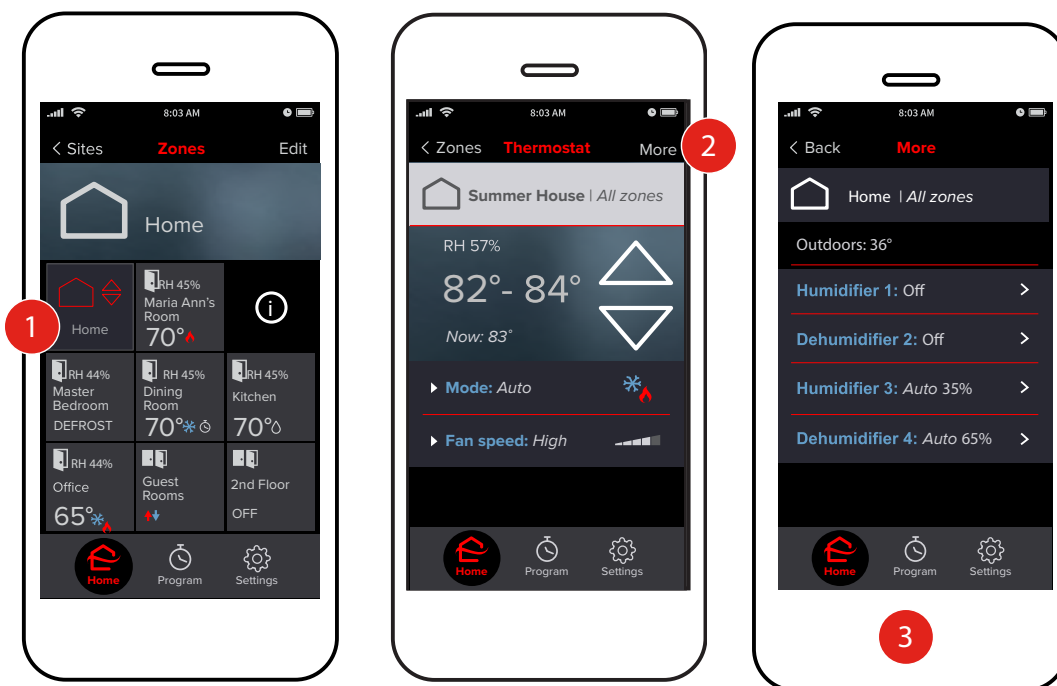 8:03 AM
< Sites Zones Edit
Home
1
Home
RH 45%
Maria Ann's
Room
70°
i
RH 44%
Master
Bedroom
DEFROST
RH 45%
Dining
Room
70°
RH 45%
Kitchen
70°
RH 44%
Office
65°
Guest
Rooms
2nd Floor
OFF
Home Program Settings
8:03 AM
< Zones Thermostat More
2
Summer House | All zones
RH 57%
82°- 84°
Now: 83°
Mode: Auto
Fan speed: High
Home Program Settings
8:03 AM
< Back More
Home | All zones
Outdoors: 36°
Humidifier 1: Off >
Dehumidifier 2: Off >
Humidifier 3: Auto 35% >
Dehumidifier 4: Auto 65% >
Home Program Settings
3